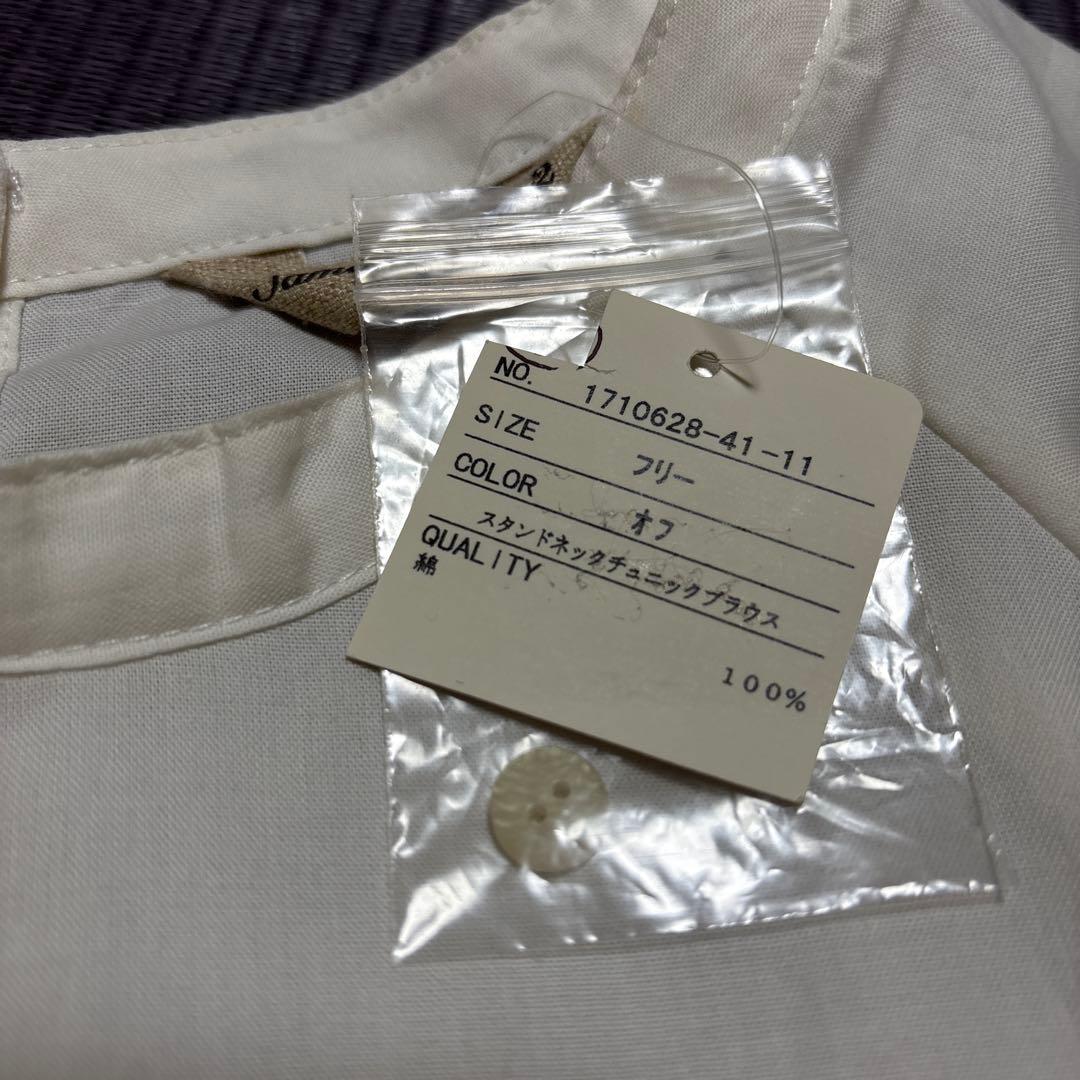 NO. 1710628-41-11
SIZE フリー
COLOR オフ
スタンドネックチュニックブラウス
QUALITY
綿
100%